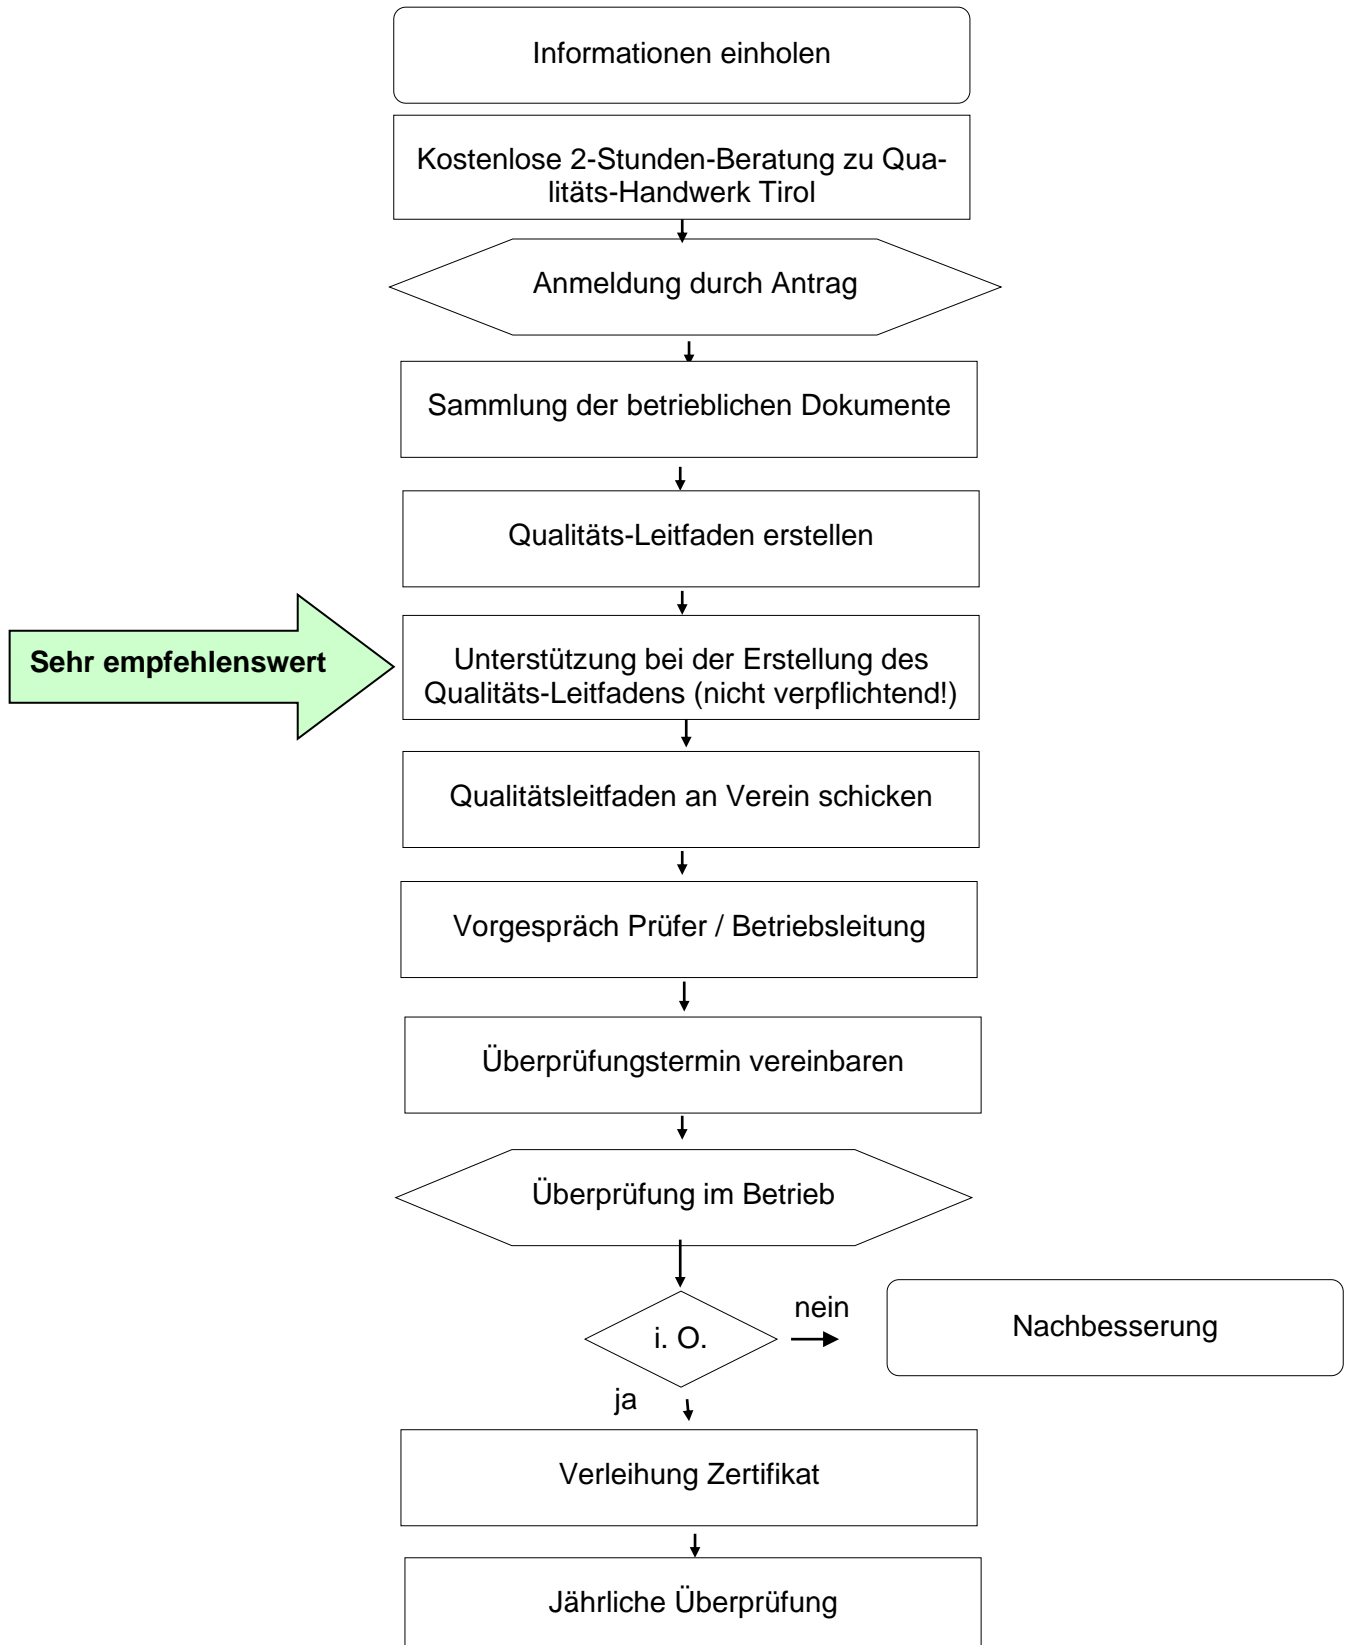 Informationen einholen
Kostenlose 2-Stunden-Beratung zu Qua-
litäts-Handwerk Tirol
Anmeldung durch Antrag
Sammlung der betrieblichen Dokumente
Qualitäts-Leitfaden erstellen
Sehr empfehlenswert
Unterstützung bei der Erstellung des
Qualitäts-Leitfadens (nicht verpflichtend!)
Qualitätsleitfaden an Verein schicken
Vorgespräch Prüfer / Betriebsleitung
Überprüfungstermin vereinbaren
Überprüfung im Betrieb
i. O.
nein
Nachbesserung
ja
Verleihung Zertifikat
Jährliche Überprüfung